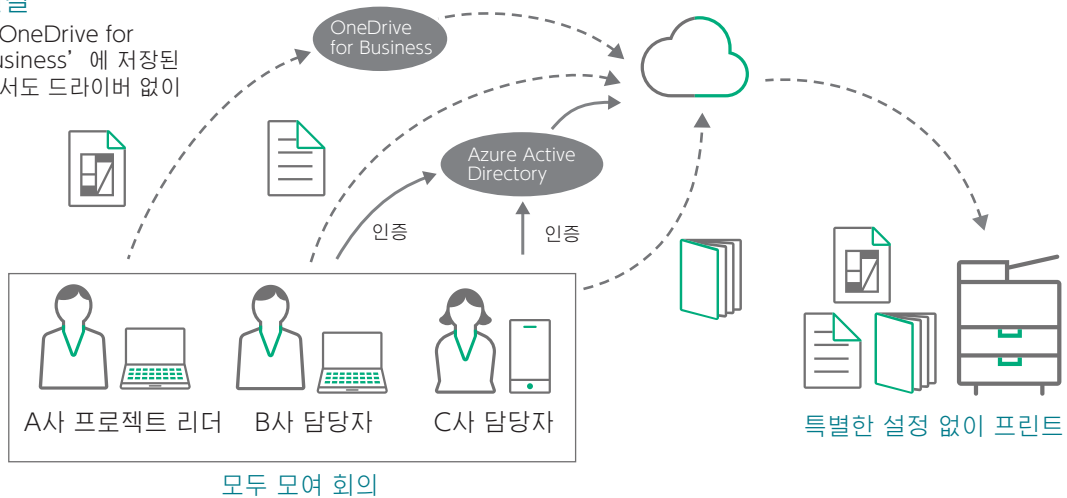 OneDrive for
usiness’ 에 저장된
서도 드라이버 없이
OneDrive
for Business
Azure Active
Directory
인증
인증
A사 프로젝트 리더
B사 담당자
C사 담당자
모두 모여 회의
특별한 설정 없이 프린트